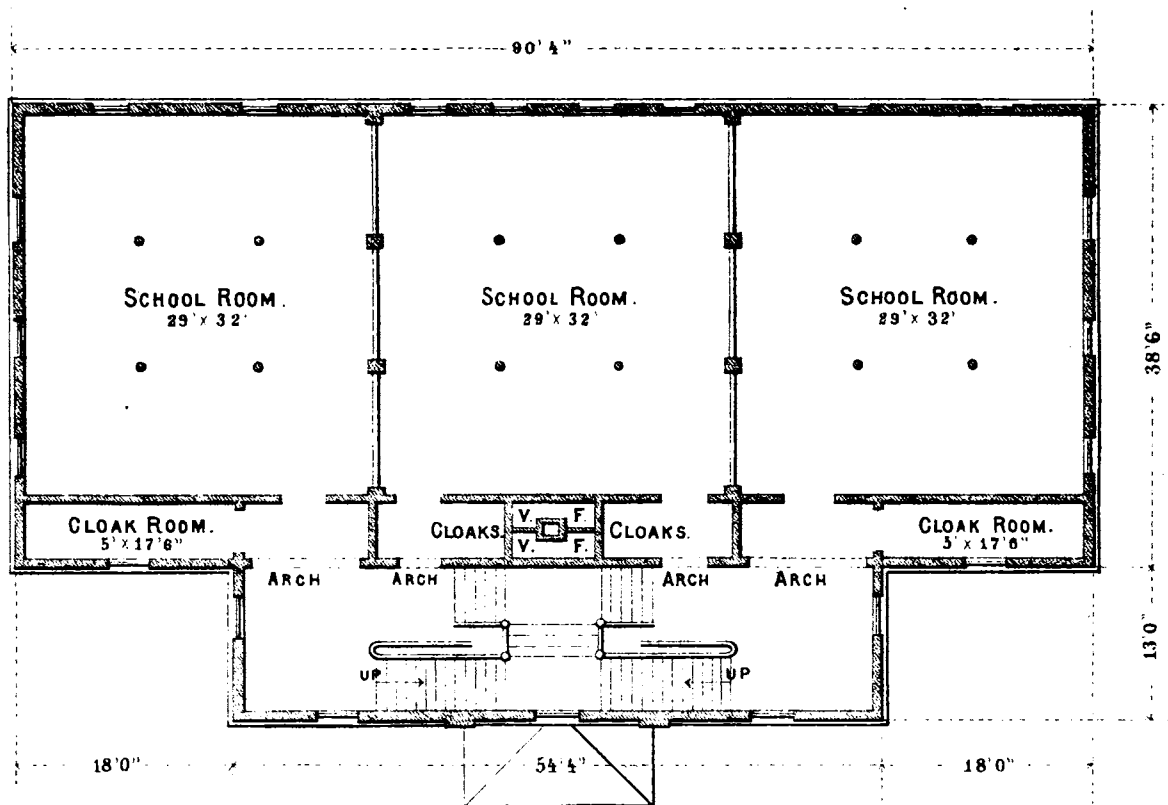 90'4"
SCHOOL ROOM.
29' X 32'
SCHOOL ROOM.
29' X 32'
SCHOOL ROOM.
29' X 32'
38'6"
CLOAK ROOM.
5' X 17'6"
CLOAKS.
V. F.
V. F.
CLOAKS.
CLOAK ROOM.
5' X 17'6"
ARCH
ARCH
ARCH
ARCH
13'0"
UP
UP
18'0"
54'4"
18'0"